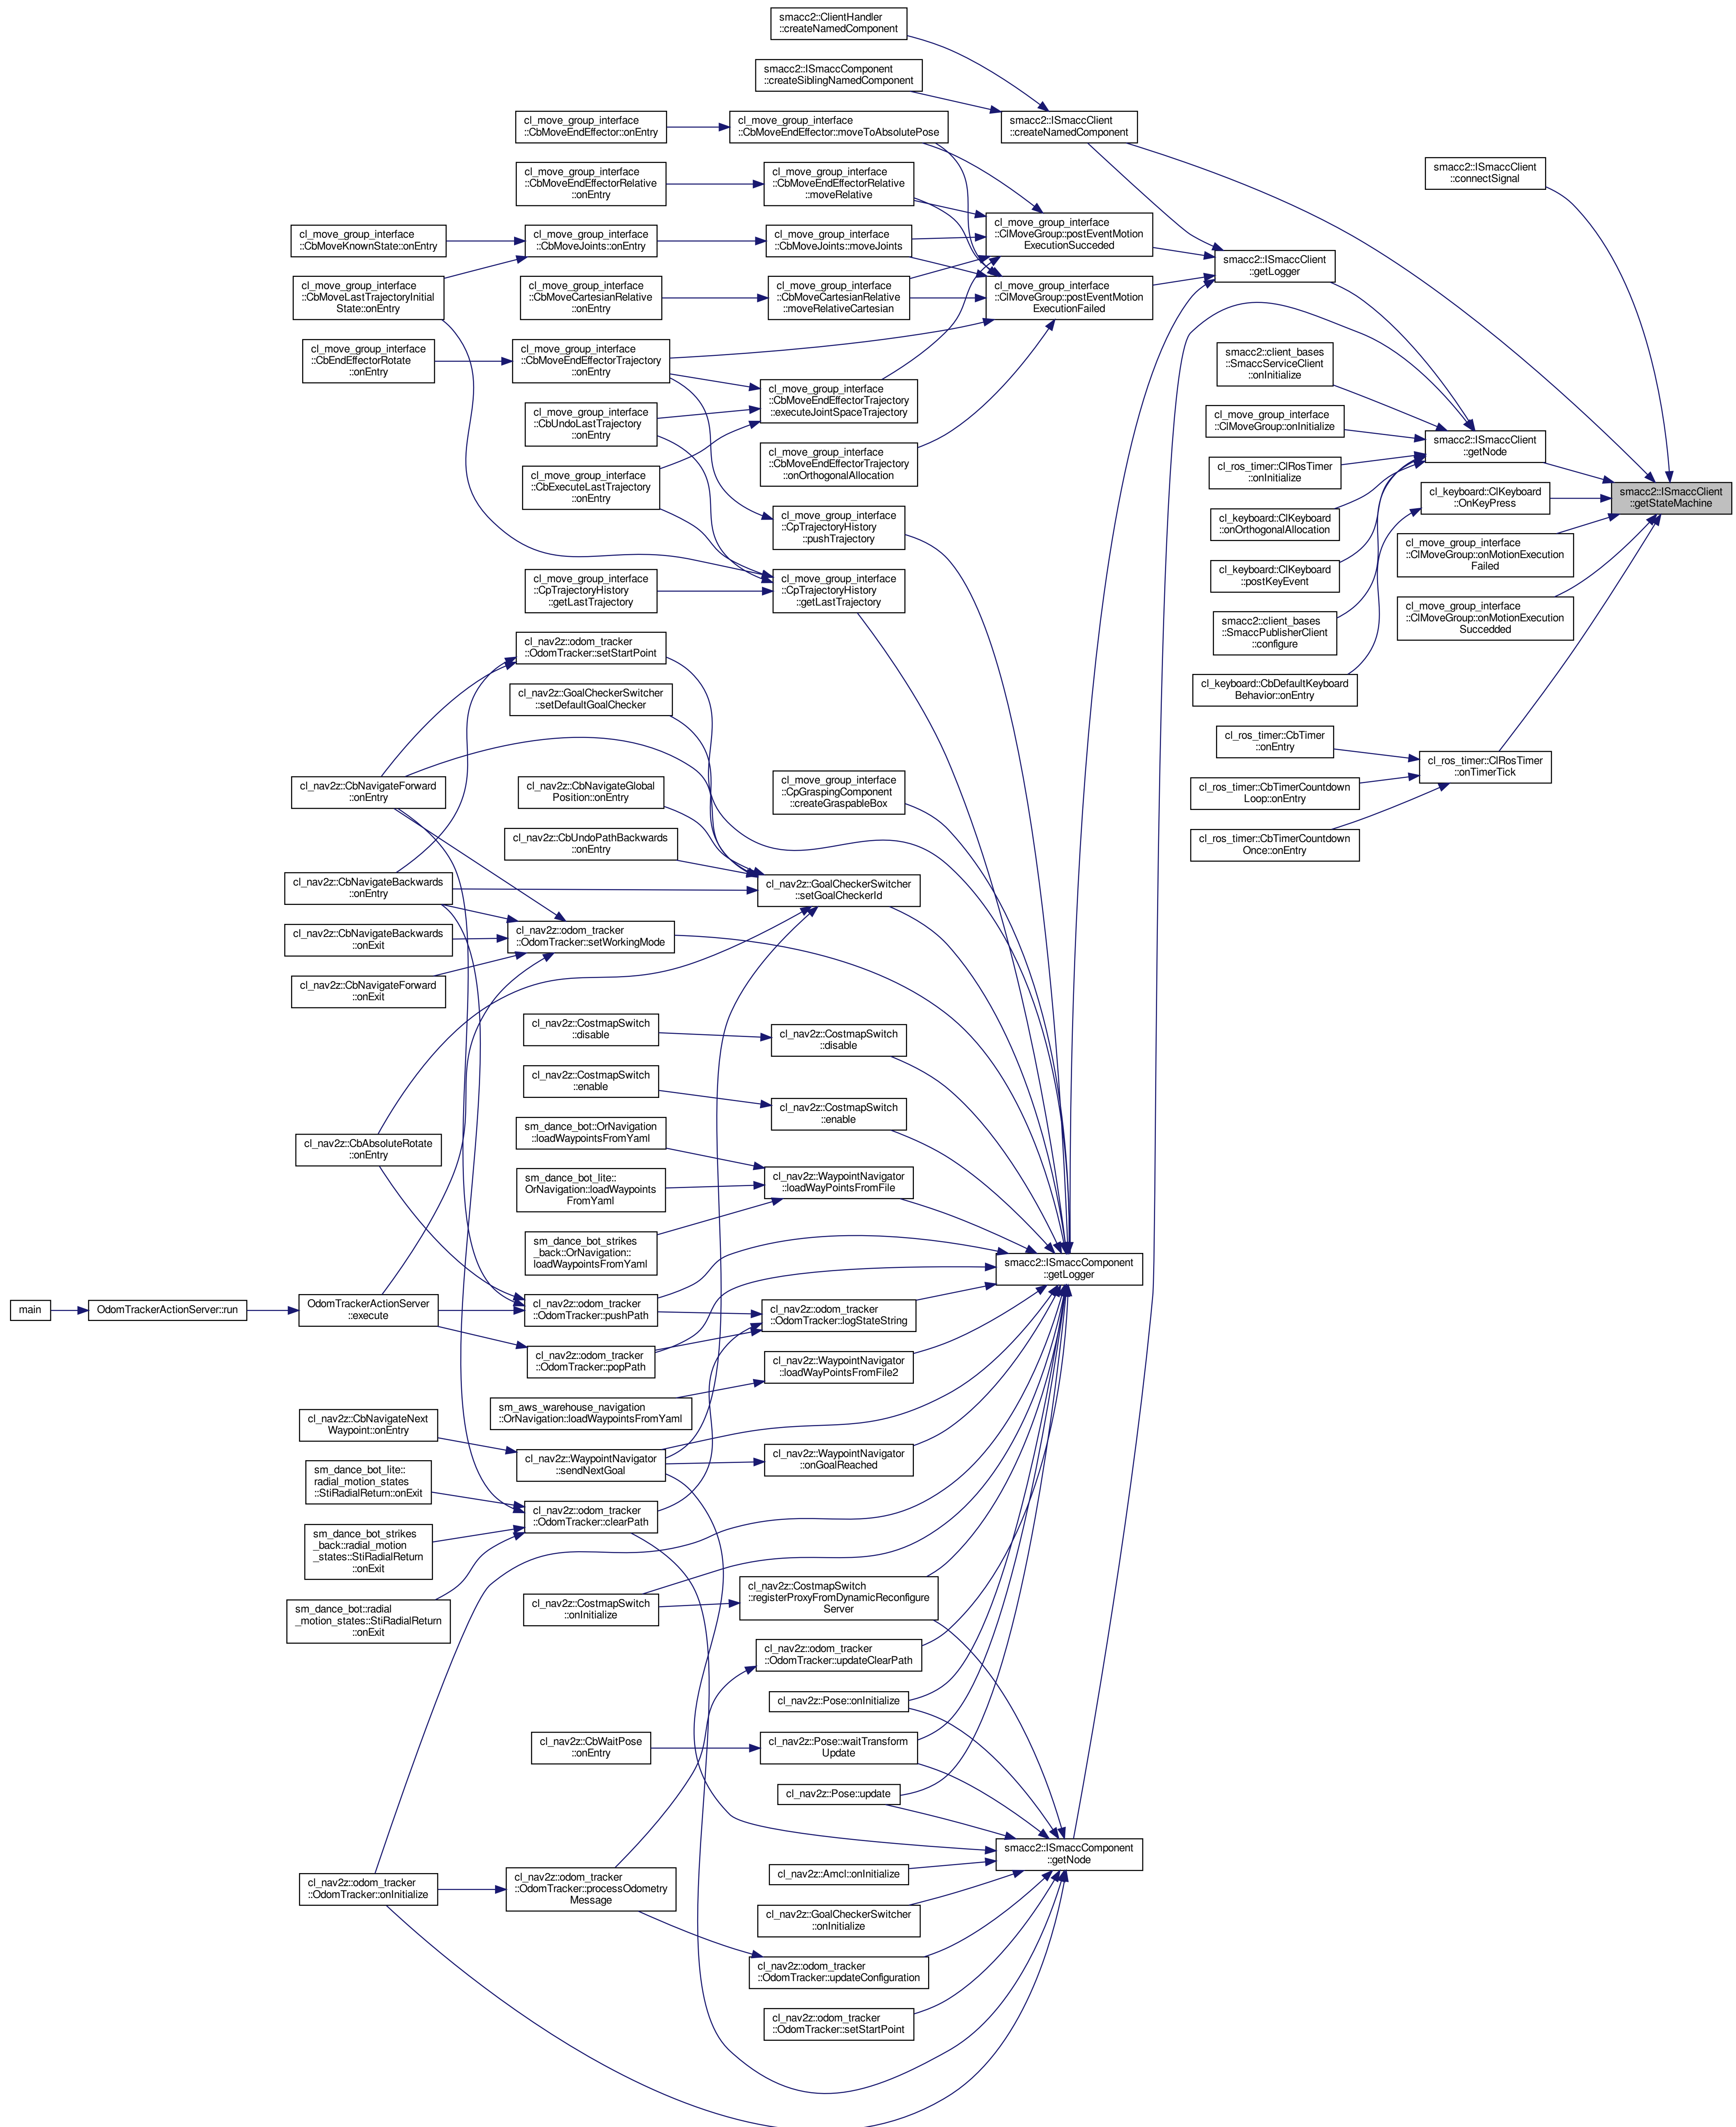 smacc2::ClientHandler
::createNamedComponent
smacc2::ISmaccComponent
::createSiblingNamedComponent
cl_move_group_interface
::CbMoveEndEffector::onEntry
cl_move_group_interface
::CbMoveEndEffector::moveToAbsolutePose
smacc2::ISmaccClient
::createNamedComponent
smacc2::ISmaccClient
::connectSignal
cl_move_group_interface
::CbMoveEndEffectorRelative
::onEntry
cl_move_group_interface
::CbMoveEndEffectorRelative
::moveRelative
cl_move_group_interface
::CbMoveKnownState::onEntry
cl_move_group_interface
::CbMoveJoints::onEntry
cl_move_group_interface
::CbMoveJoints::moveJoints
cl_move_group_interface
::ClMoveGroup::postEventMotion
ExecutionSucceded
smacc2::ISmaccClient
::getLogger
cl_move_group_interface
::CbMoveLastTrajectoryInitial
State::onEntry
cl_move_group_interface
::CbMoveCartesianRelative
::onEntry
cl_move_group_interface
::CbMoveCartesianRelative
::moveRelativeCartesian
cl_move_group_interface
::ClMoveGroup::postEventMotion
ExecutionFailed
cl_move_group_interface
::CbEndEffectorRotate
::onEntry
cl_move_group_interface
::CbMoveEndEffectorTrajectory
::onEntry
smacc2::client_bases
::SmaccServiceClient
::onInitialize
cl_move_group_interface
::CbMoveEndEffectorTrajectory
::executeJointSpaceTrajectory
cl_move_group_interface
::CbUndoLastTrajectory
::onEntry
cl_move_group_interface
::ClMoveGroup::onInitialize
smacc2::ISmaccClient
::getNode
cl_move_group_interface
::CbMoveEndEffectorTrajectory
::onOrthogonalAllocation
cl_ros_timer::ClRosTimer
::onInitialize
cl_move_group_interface
::CbExecuteLastTrajectory
::onEntry
cl_keyboard::ClKeyboard
::OnKeyPress
smacc2::ISmaccClient
::getStateMachine
cl_move_group_interface
::CpTrajectoryHistory
::pushTrajectory
cl_keyboard::ClKeyboard
::onOrthogonalAllocation
cl_move_group_interface
::ClMoveGroup::onMotionExecution
Failed
cl_move_group_interface
::CpTrajectoryHistory
::getLastTrajectory
cl_move_group_interface
::CpTrajectoryHistory
::getLastTrajectory
cl_keyboard::ClKeyboard
::postKeyEvent
cl_move_group_interface
::ClMoveGroup::onMotionExecution
Succedded
smacc2::client_bases
::SmaccPublisherClient
::configure
cl_nav2z::odom_tracker
::OdomTracker::setStartPoint
cl_keyboard::CbDefaultKeyboard
Behavior::onEntry
cl_nav2z::GoalCheckerSwitcher
::setDefaultGoalChecker
cl_ros_timer::CbTimer
::onEntry
cl_ros_timer::ClRosTimer
::onTimerTick
cl_nav2z::CbNavigateForward
::onEntry
cl_nav2z::CbNavigateGlobal
Position::onEntry
cl_move_group_interface
::CpGraspingComponent
::createGraspableBox
cl_ros_timer::CbTimerCountdown
Loop::onEntry
cl_nav2z::CbUndoPathBackwards
::onEntry
cl_ros_timer::CbTimerCountdown
Once::onEntry
cl_nav2z::CbNavigateBackwards
::onEntry
cl_nav2z::GoalCheckerSwitcher
::setGoalCheckerId
cl_nav2z::CbNavigateBackwards
::onExit
cl_nav2z::odom_tracker
::OdomTracker::setWorkingMode
cl_nav2z::CbNavigateForward
::onExit
cl_nav2z::CostmapSwitch
::disable
cl_nav2z::CostmapSwitch
::disable
cl_nav2z::CostmapSwitch
::enable
cl_nav2z::CostmapSwitch
::enable
cl_nav2z::CbAbsoluteRotate
::onEntry
sm_dance_bot::OrNavigation
::loadWaypointsFromYaml
sm_dance_bot_lite::
OrNavigation::loadWaypoints
FromYaml
cl_nav2z::WaypointNavigator
::loadWayPointsFromFile
sm_dance_bot_strikes
_back::OrNavigation::
loadWaypointsFromYaml
smacc2::ISmaccComponent
::getLogger
main
OdomTrackerActionServer::run
OdomTrackerActionServer
::execute
cl_nav2z::odom_tracker
::OdomTracker::pushPath
cl_nav2z::odom_tracker
::OdomTracker::logStateString
cl_nav2z::odom_tracker
::OdomTracker::popPath
cl_nav2z::WaypointNavigator
::loadWayPointsFromFile2
sm_aws_warehouse_navigation
::OrNavigation::loadWaypointsFromYaml
cl_nav2z::CbNavigateNext
Waypoint::onEntry
cl_nav2z::WaypointNavigator
::sendNextGoal
cl_nav2z::WaypointNavigator
::onGoalReached
sm_dance_bot_lite::
radial_motion_states
::StiRadialReturn::onExit
cl_nav2z::odom_tracker
::OdomTracker::clearPath
sm_dance_bot_strikes
_back::radial_motion
_states::StiRadialReturn
::onExit
sm_dance_bot::radial
_motion_states::StiRadialReturn
::onExit
cl_nav2z::CostmapSwitch
::onInitialize
cl_nav2z::CostmapSwitch
::registerProxyFromDynamicReconfigure
Server
cl_nav2z::odom_tracker
::OdomTracker::updateClearPath
cl_nav2z::Pose::onInitialize
cl_nav2z::CbWaitPose
::onEntry
cl_nav2z::Pose::waitTransform
Update
cl_nav2z::Pose::update
smacc2::ISmaccComponent
::getNode
cl_nav2z::odom_tracker
::OdomTracker::onInitialize
cl_nav2z::odom_tracker
::OdomTracker::processOdometry
Message
cl_nav2z::Amcl::onInitialize
cl_nav2z::GoalCheckerSwitcher
::onInitialize
cl_nav2z::odom_tracker
::OdomTracker::updateConfiguration
cl_nav2z::odom_tracker
::OdomTracker::setStartPoint